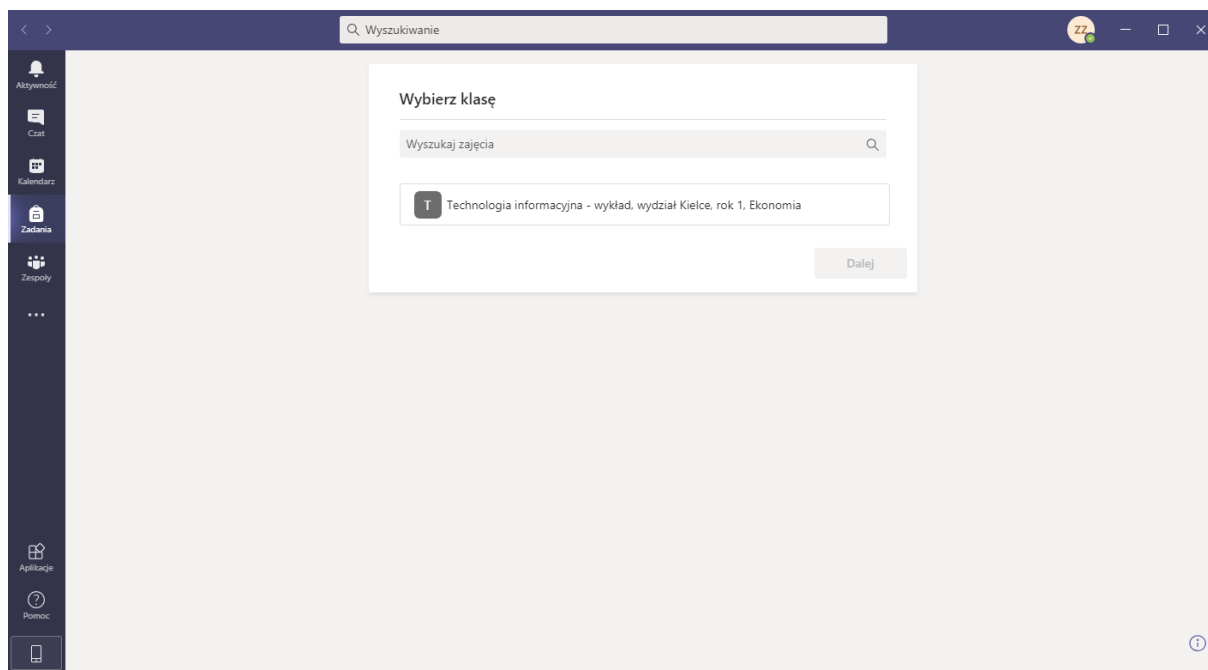 Wyszukiwanie
ZZ
Aktywność
Czat
Kalendarz
Zadania
Zespoły
Aplikacje
Pomoc
Wybierz klasę
Wyszukaj zajęcia
T Technologia informacyjna - wykład, wydział Kielce, rok 1, Ekonomia
Dalej